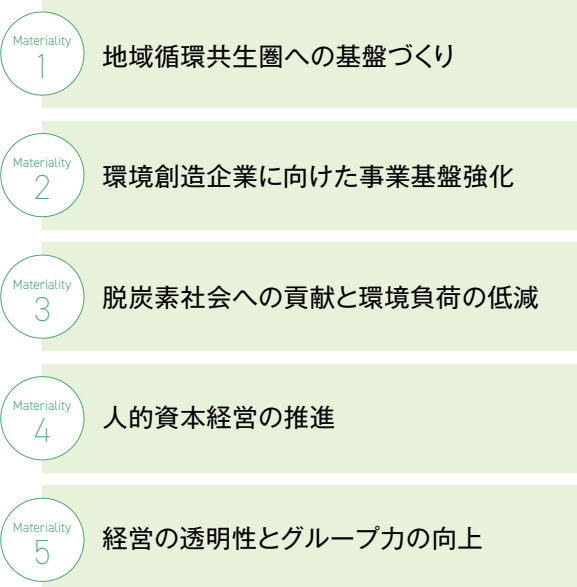 Materiality
1
地域循環共生圏への基盤づくり
Materiality
2
環境創造企業に向けた事業基盤強化
Materiality
3
脱炭素社会への貢献と環境負荷の低減
Materiality
4
人的資本経営の推進
Materiality
5
経営の透明性とグループ力の向上